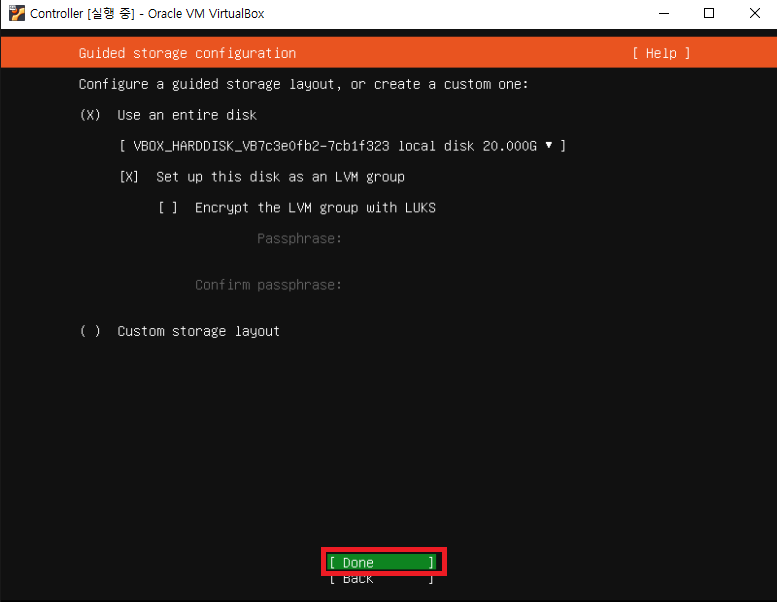 Controller [실행 중] - Oracle VM VirtualBox
Guided storage configuration [ Help ]
Configure a guided storage layout, or create a custom one:
(X) Use an entire disk
[ VBOX_HARDDISK_VB7c3e0fb2-7cb1f323 local disk 20.000G ▼ ]
[X] Set up this disk as an LVM group
[ ] Encrypt the LVM group with LUKS
Passphrase:
Confirm passphrase:
( ) Custom storage layout
[ Done ]
[ Back ]